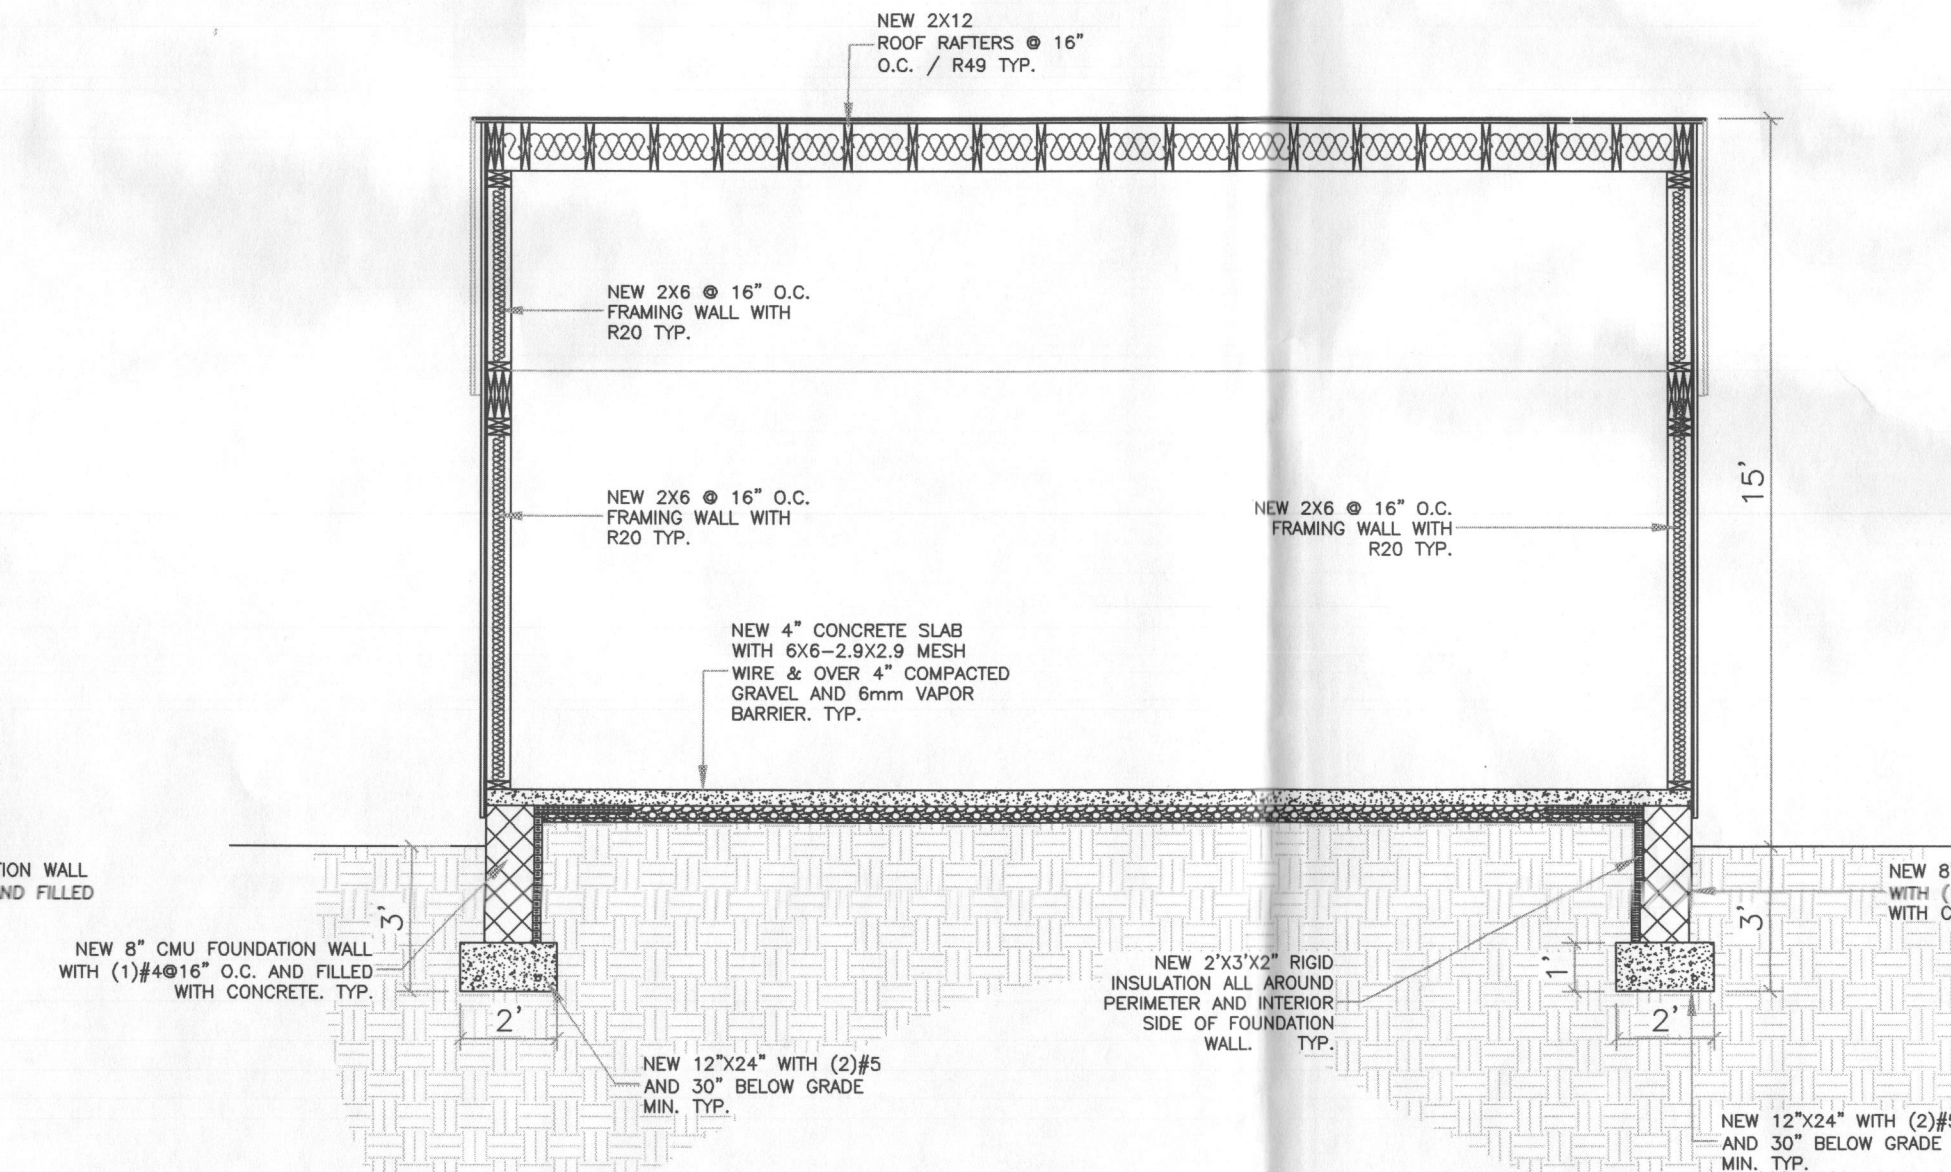 NEW 2X12
ROOF RAFTERS @ 16"
O.C. / R49 TYP.
NEW 2X6 @ 16" O.C.
FRAMING WALL WITH
R20 TYP.
15'
NEW 2X6 @ 16" O.C.
FRAMING WALL WITH
R20 TYP.
NEW 2X6 @ 16" O.C.
FRAMING WALL WITH
R20 TYP.
NEW 4" CONCRETE SLAB
WITH 6X6-2.9X2.9 MESH
WIRE & OVER 4" COMPACTED
GRAVEL AND 6mm VAPOR
BARRIER. TYP.
WALL
FILLED
3'
NEW 8" CMU FOUNDATION WALL
WITH (1)#4@16" O.C. AND FILLED
WITH CONCRETE. TYP.
2'
NEW 12"X24" WITH (2)#5
AND 30" BELOW GRADE
MIN. TYP.
NEW 2'X3'X2" RIGID
INSULATION ALL AROUND
PERIMETER AND INTERIOR
SIDE OF FOUNDATION
WALL. TYP.
1'
2'
3'
NEW 8
WITH (
WITH C
NEW 12"X24" WITH (2)#5
AND 30" BELOW GRADE
MIN. TYP.